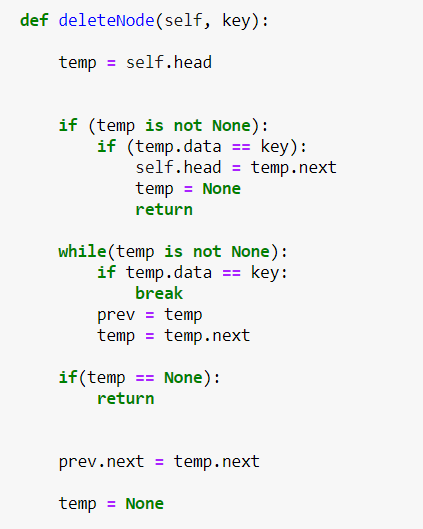 def deleteNode(self, key):
temp = self.head
if (temp is not None):
if (temp.data == key):
self.head = temp.next
temp = None
return
while(temp is not None):
if temp.data == key:
break
prev = temp
temp = temp.next
if(temp == None):
return
prev.next = temp.next
temp = None